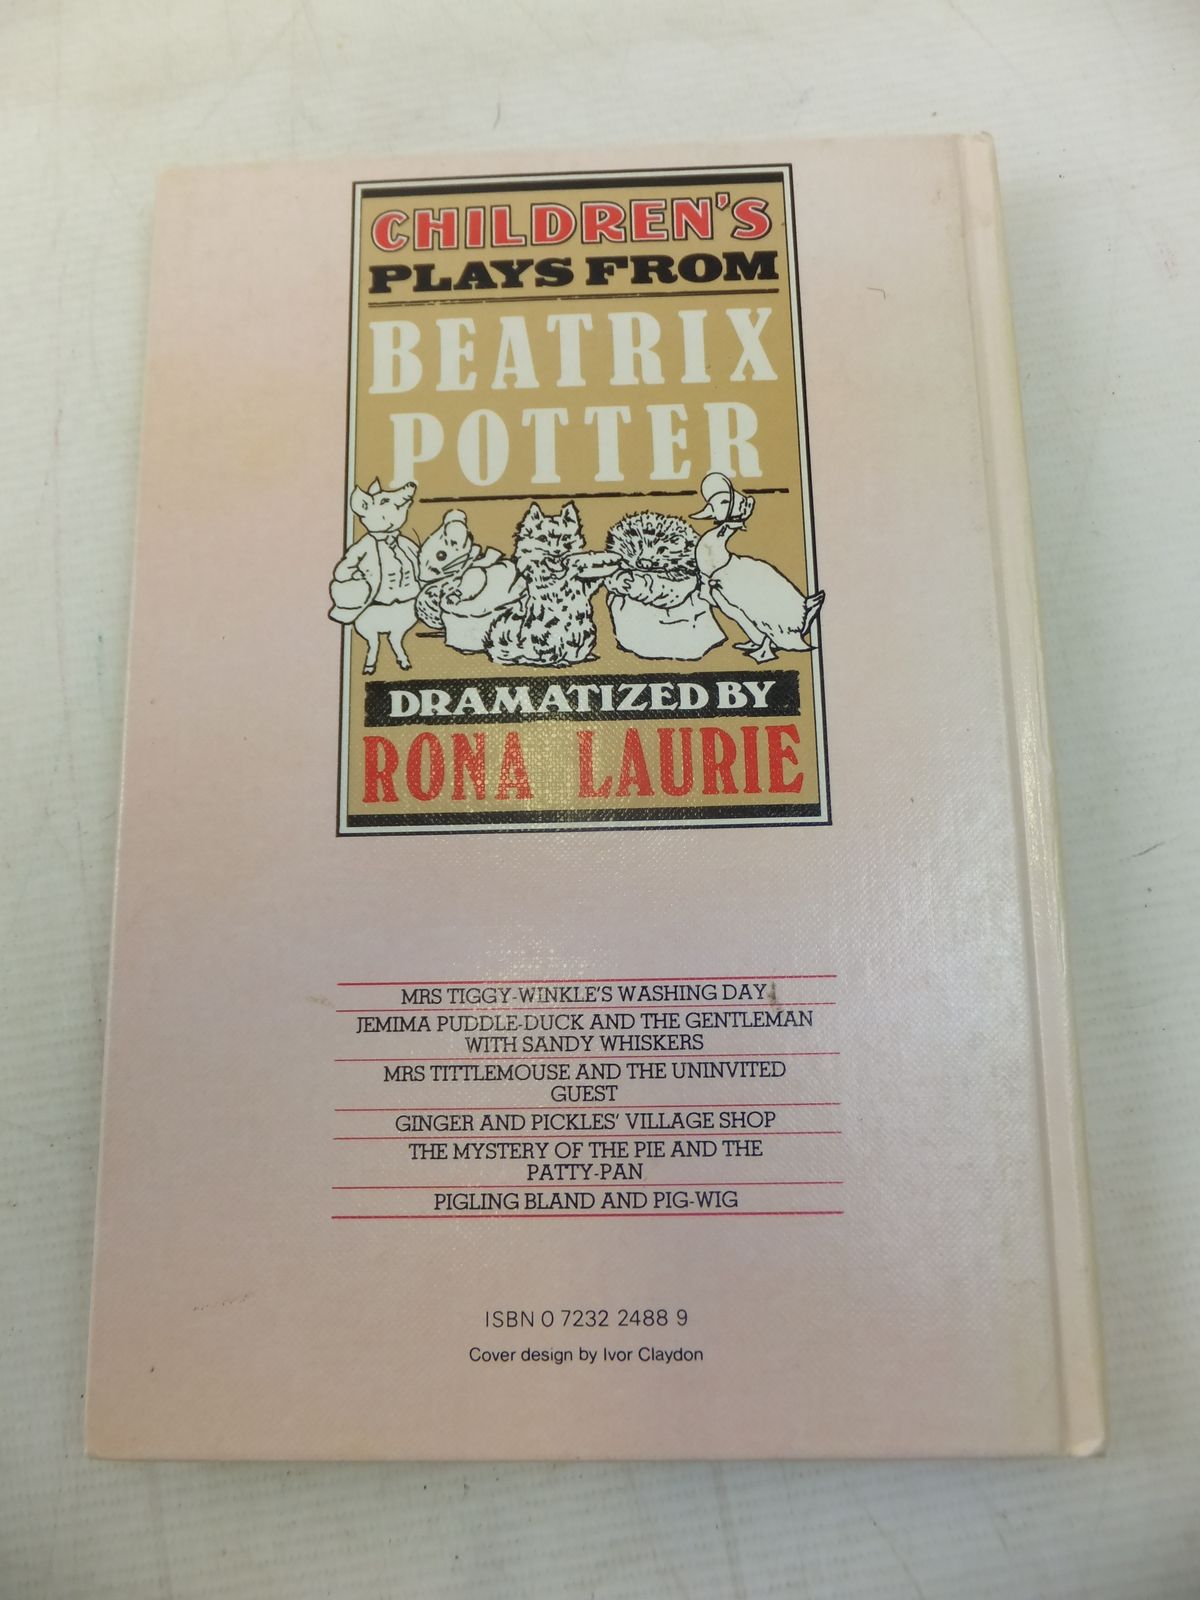 CHILDREN'S
PLAYS FROM
BEATRIX
POTTER
DRAMATIZED BY
RONA LAURIE
MRS TIGGY-WINKLE'S WASHING DAY
JEMIMA PUDDLE-DUCK AND THE GENTLEMAN
WITH SANDY WHISKERS
MRS TITTLEMOUSE AND THE UNINVITED
GUEST
GINGER AND PICKLES' VILLAGE SHOP
THE MYSTERY OF THE PIE AND THE
PATTY-PAN
PIGLING BLAND AND PIG-WIG
ISBN 0 7232 2488 9
Cover design by Ivor Claydon